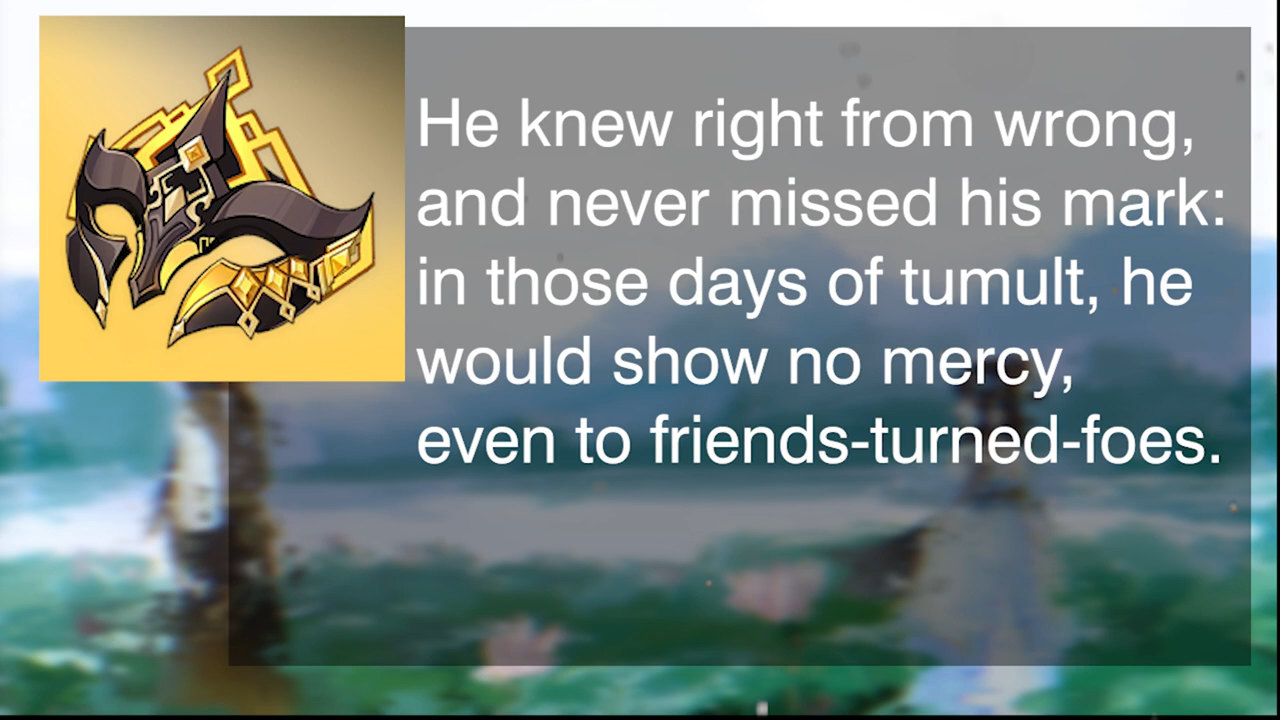 He knew right from wrong,
and never missed his mark:
in those days of tumult, he
would show no mercy,
even to friends-turned-foes.